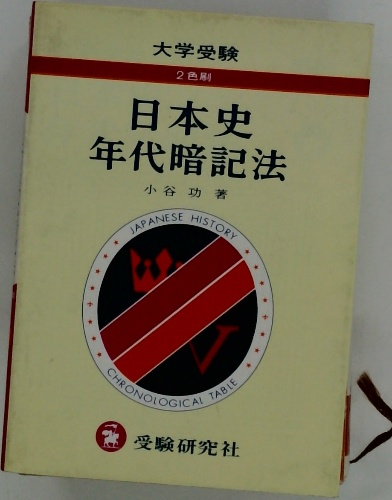 大学受験
2色刷
日本史
年代暗記法
小谷 功 著
JAPANESE HISTORY
CHRONOLOGICAL TABLE
受験研究社